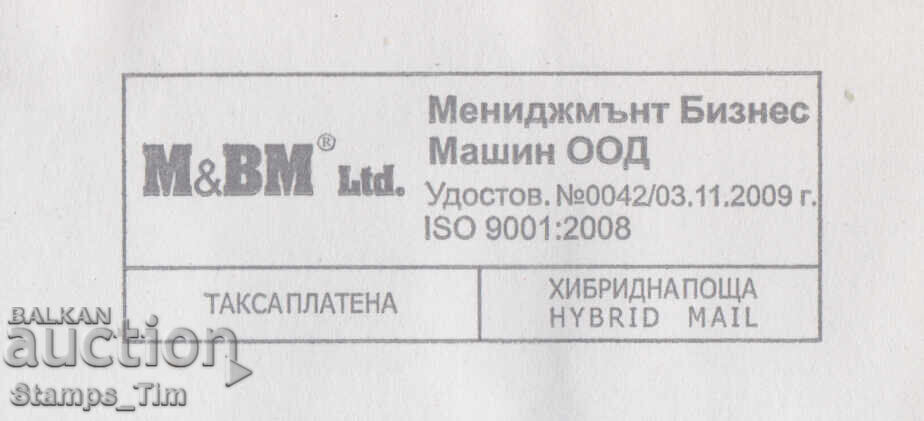 M&BM® Ltd.
Мениджмънт Бизнес
Машин ООД
Удостов. №0042/03.11.2009 г.
ISO 9001:2008
ТАКСАПЛАТЕНА
ХИБРИДНАПОЩА
HYBRID MAIL
BALKAN
auction
Stamps_Tim